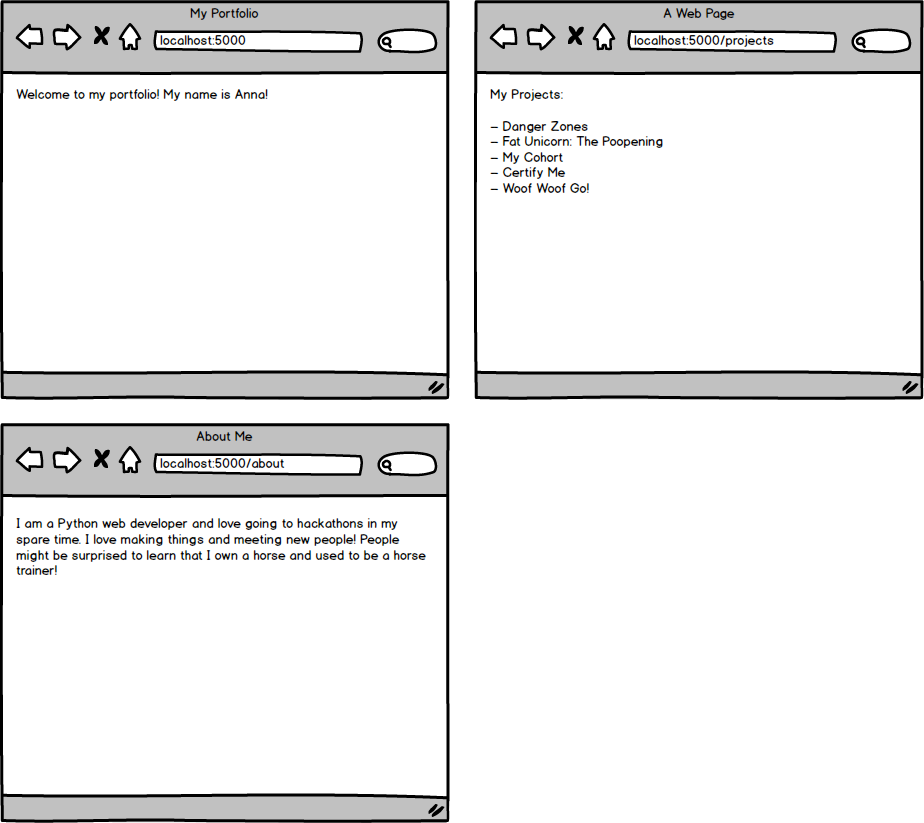 My Portfolio
localhost:5000
Welcome to my portfolio! My name is Anna!
A Web Page
localhost:5000/projects
My Projects:
– Danger Zones
– Fat Unicorn: The Poopening
– My Cohort
– Certify Me
– Woof Woof Go!
About Me
localhost:5000/about
I am a Python web developer and love going to hackathons in my
spare time. I love making things and meeting new people! People
might be surprised to learn that I own a horse and used to be a horse
trainer!